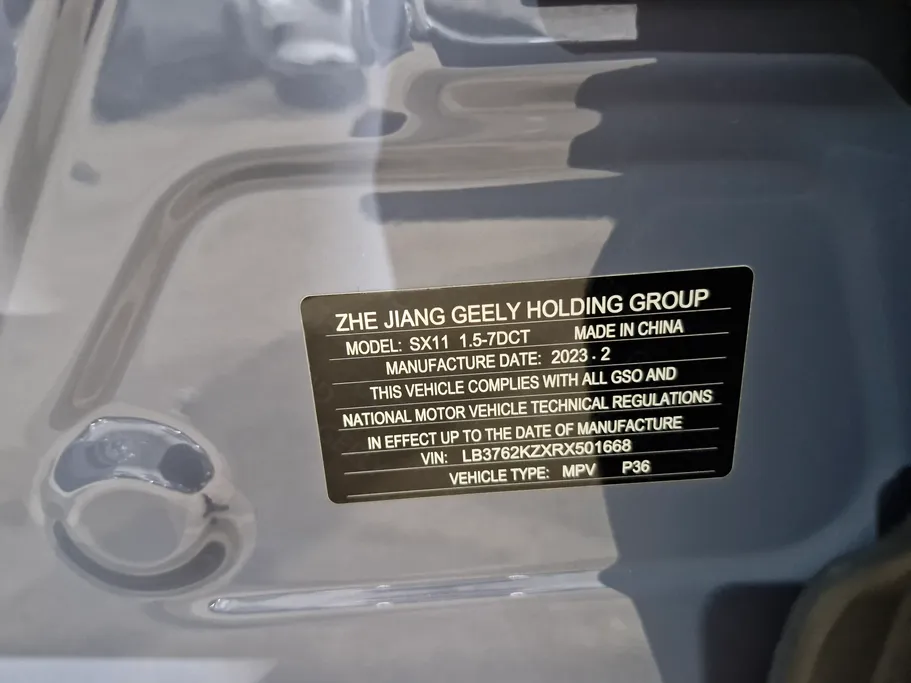 ZHE JIANG GEELY HOLDING GROUP
MODEL: SX11 1.5-7DCT MADE IN CHINA
MANUFACTURE DATE: 2023.2
THIS VEHICLE COMPLIES WITH ALL GSO AND
NATIONAL MOTOR VEHICLE TECHNICAL REGULATIONS
IN EFFECT UP TO THE DATE OF MANUFACTURE
VIN: LB3762KZXRX501668
VEHICLE TYPE: MPV P36